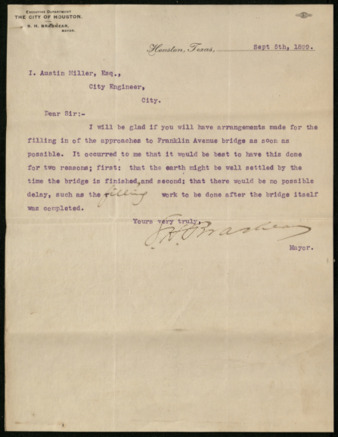 Executive Department
THE CITY OF HOUSTON.
S. H. BRASHEAR,
MAYOR.
Houston, Texas, Sept 5th, 1899.
I. Austin Miller, Esq.,
City Engineer,
City.
Dear Sir:-
I will be glad if you will have arrangements made for the
filling in of the approaches to Franklin Avenue bridge as soon as
possible. It occurred to me that it would be best to have this done
for two reasons; first: that the earth might be well settled by the
time the bridge is finished,and second; that there would be no possible
delay, such as the filling work to be done after the bridge itself
was completed.
Yours very truly,
S. H. Brashear
Mayor.